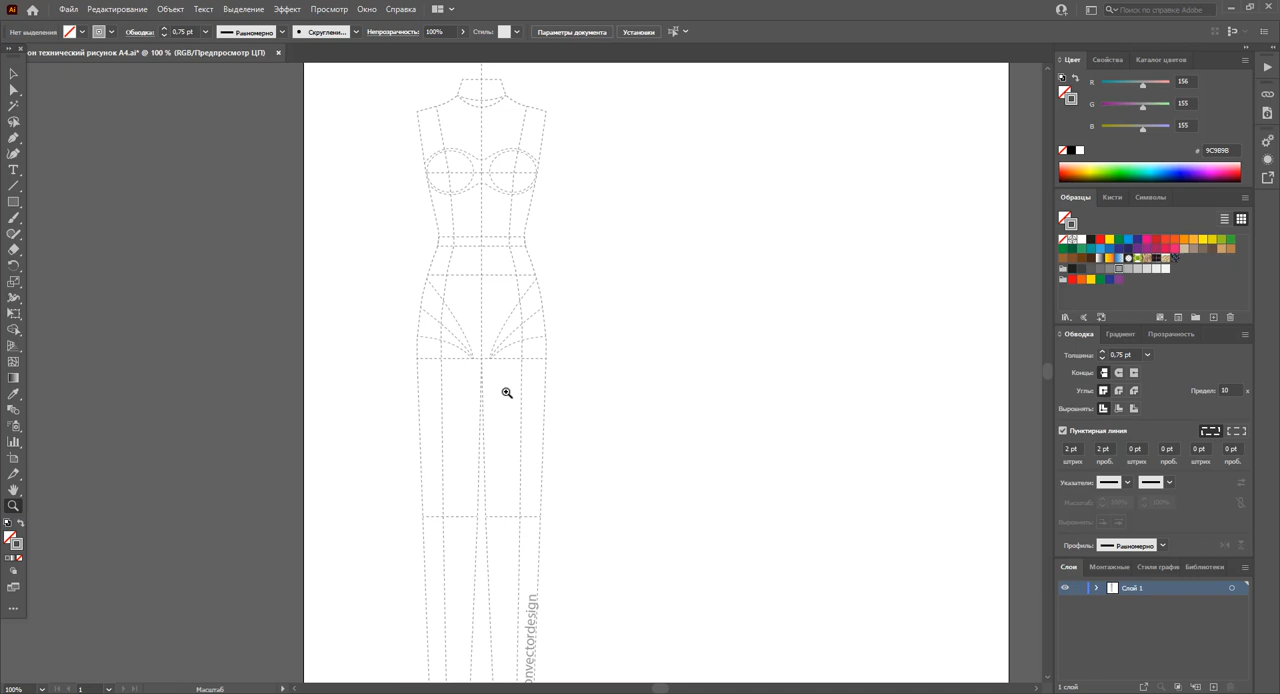 Ai
Файл Редактирование Объект Текст Выделение Эффект Просмотр Окно Справка
Поиск по справке Adobe
Нет выделения
Обводка: 0,75 pt
Равномерно
Скруглени...
Непрозрачность: 100%
Стиль:
Параметры документа
Установки
он технический рисунок А4.ai* @ 100 % (RGB/Предпросмотр ЦП) ×
Цвет Свойства Каталог цветов
R 156
G 155
B 155
# 9C9B9B
Образцы Кисти Символы
Обводка Градиент Прозрачность
Толщина: 0,75 pt
Концы:
Углы: Предел: 10 x
Выровнять:
Пунктирная линия
2 pt 2 pt 0 pt 0 pt 0 pt 0 pt
штрих проб. штрих проб. штрих проб.
Указатели:
Масштаб: 100% 100%
Выровнять:
Профиль: Равномерно
Слои Монтажные Стили графи Библиотеки
Слой 1
1 слой
nvectordesign
100% 1 Масштаб